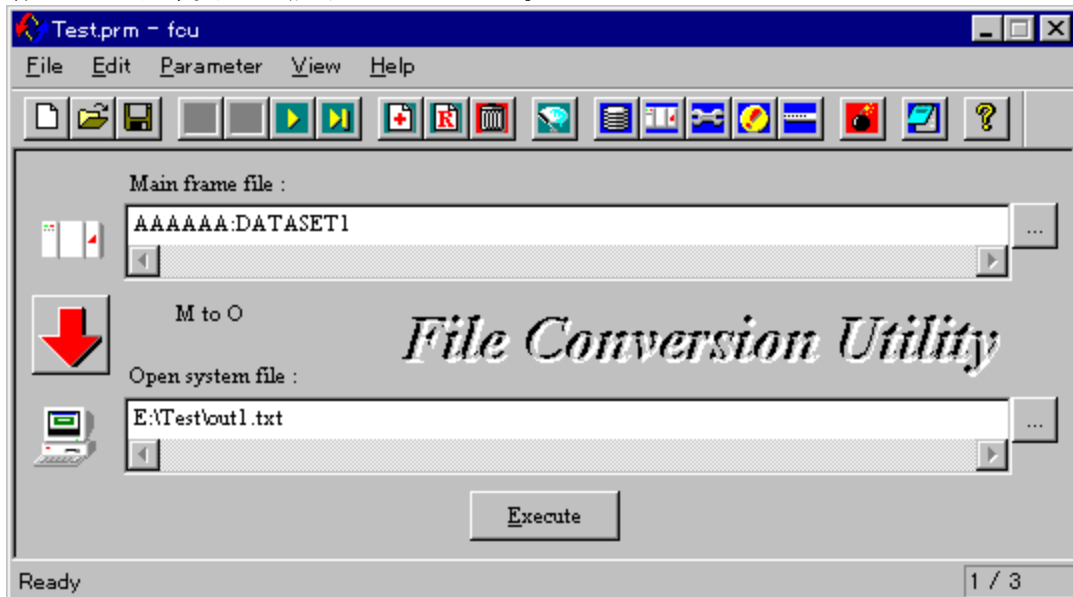 Test.prm - fcu
File Edit Parameter View Help
Main frame file :
AAAAAA:DATASET1
...
M to O
File Conversion Utility
Open system file :
E:\Test\out1.txt
...
Execute
Ready
1 / 3